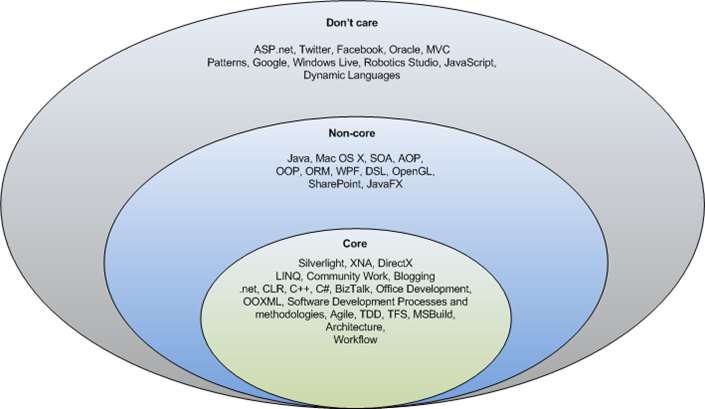 Don't care
ASP.net, Twitter, Facebook, Oracle, MVC
Patterns, Google, Windows Live, Robotics Studio, JavaScript,
Dynamic Languages
Non-core
Java, Mac OS X, SOA, AOP,
OOP, ORM, WPF, DSL, OpenGL,
SharePoint, JavaFX
Core
Silverlight, XNA, DirectX
LINQ, Community Work, Blogging
.net, CLR, C++, C#, BizTalk, Office Development,
OOXML, Software Development Processes and
methodologies, Agile, TDD, TFS, MSBuild,
Architecture,
Workflow